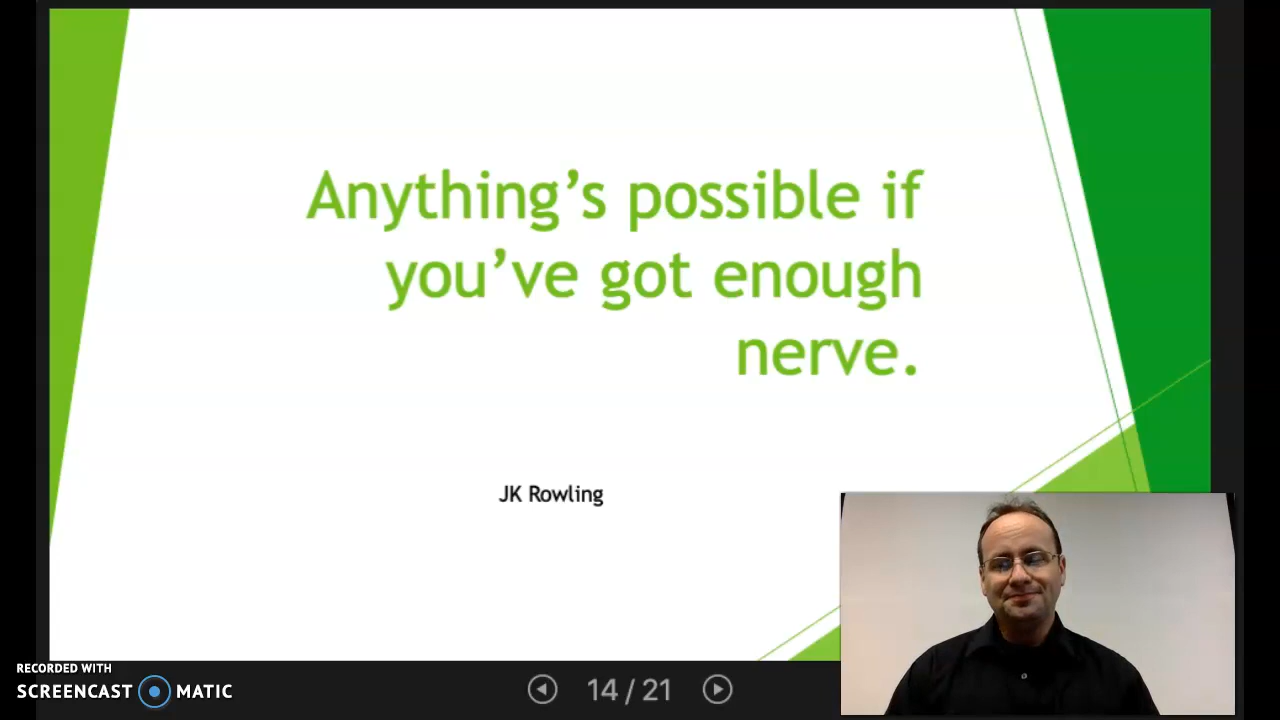 Anything’s possible if
you’ve got enough
nerve.
JK Rowling
RECORDED WITH
SCREENCAST MATIC
14 / 21